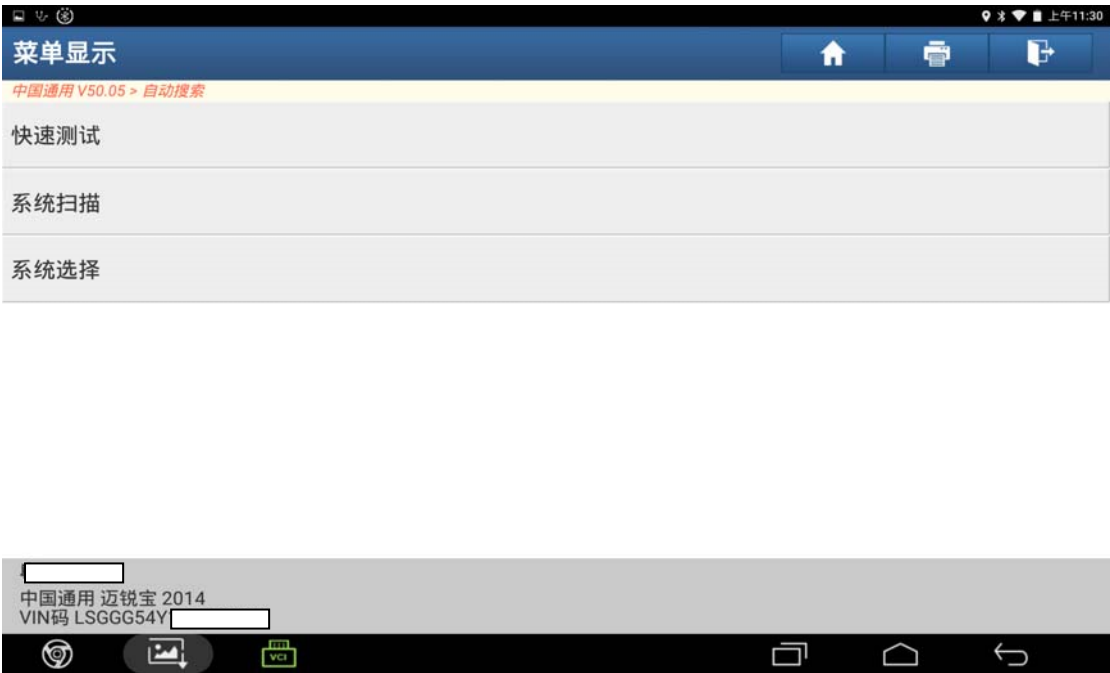 上午11:30
菜单显示
中国通用 V50.05 > 自动搜索
快速测试
系统扫描
系统选择
中国通用 迈锐宝 2014
VIN码 LSGGG54Y
VCI